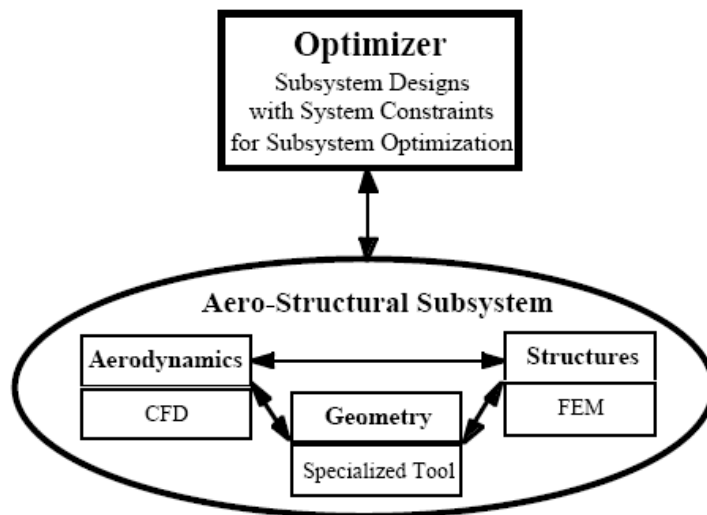 Optimizer
Subsystem Designs
with System Constraints
for Subsystem Optimization
Aero-Structural Subsystem
Aerodynamics
Structures
CFD
FEM
Geometry
Specialized Tool